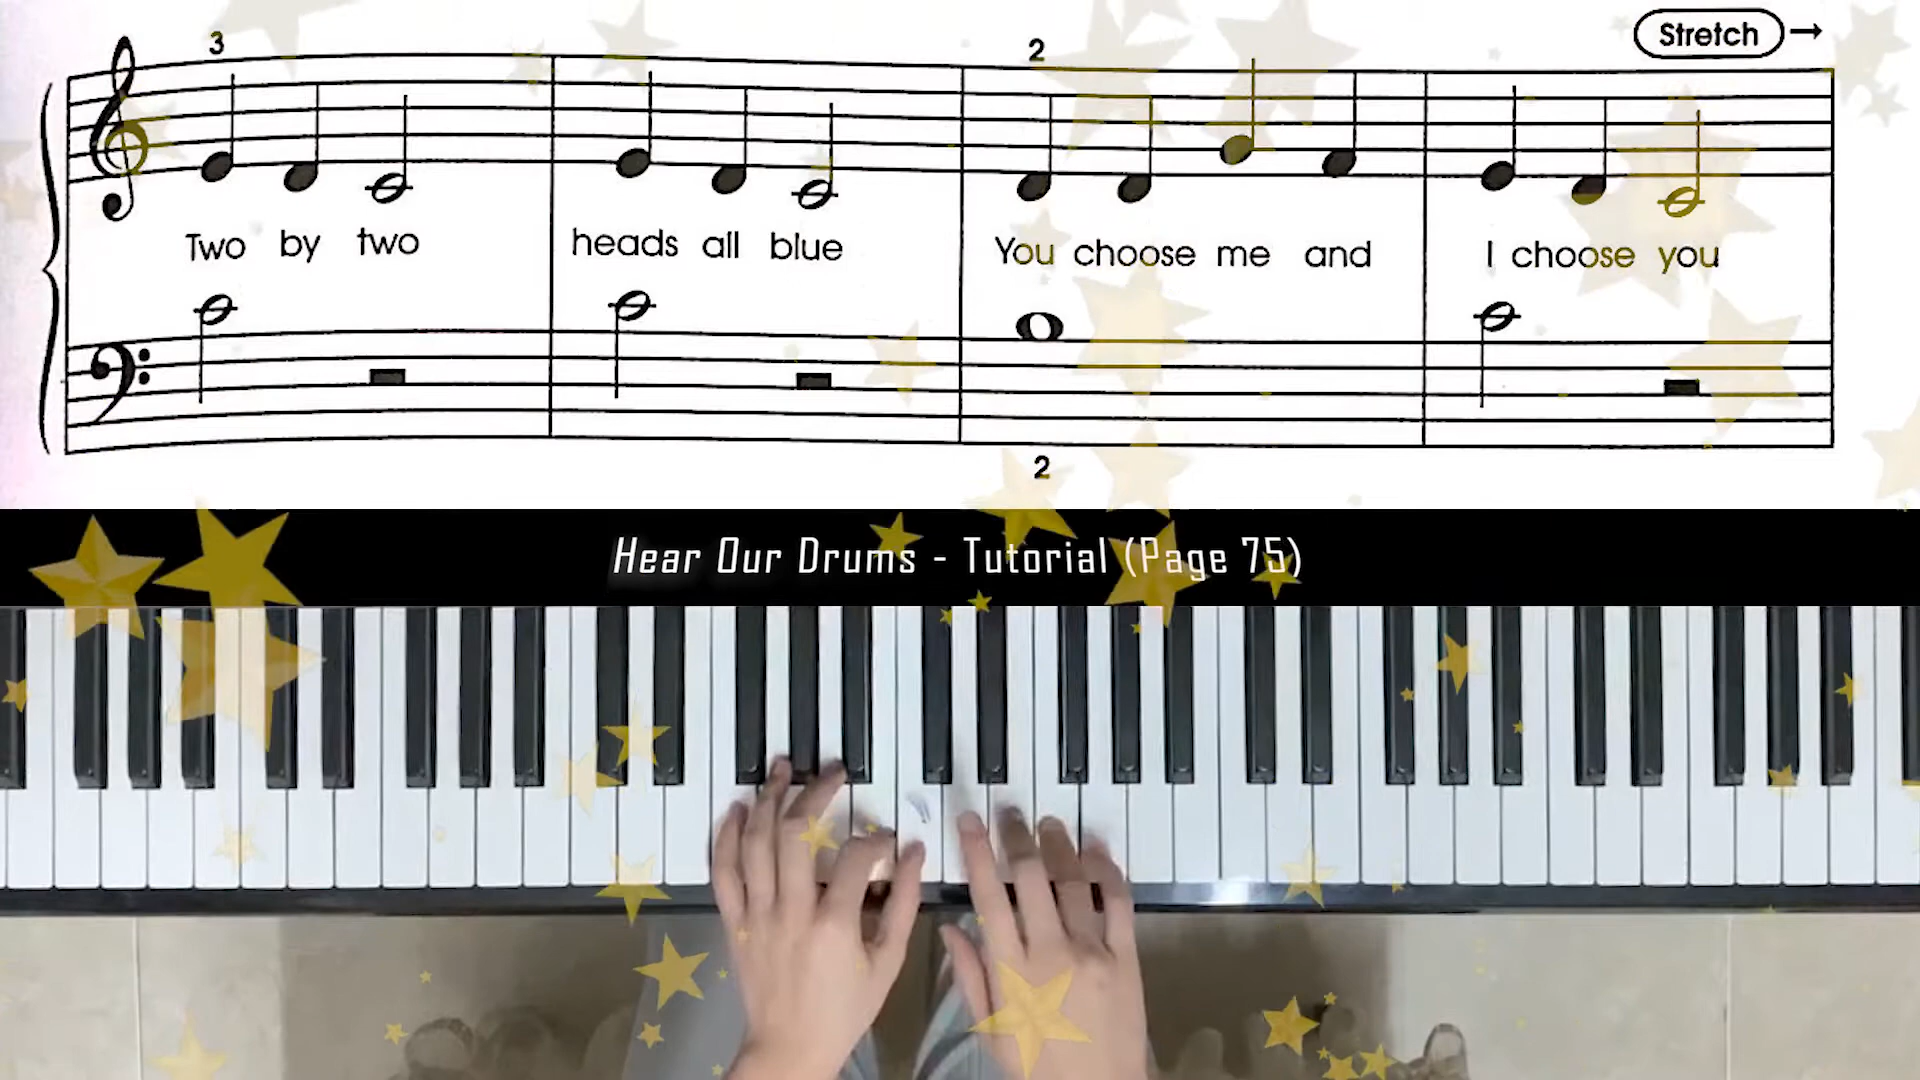 Stretch
3
2
Two by two heads all blue You choose me and I choose you
2
Hear Our Drums - Tutorial (Page 75)